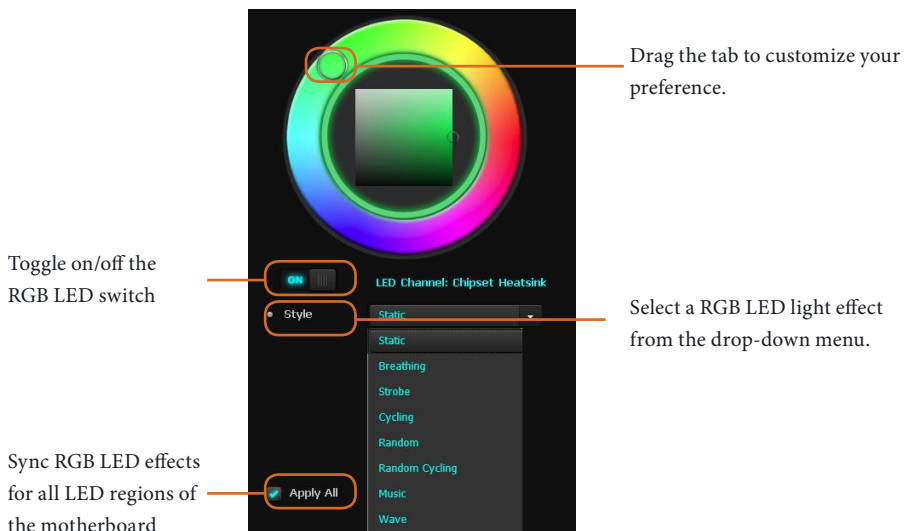 Drag the tab to customize your
preference.
Toggle on/off the
RGB LED switch
ON
LED Channel: Chipset Heatsink
Style
Static
Select a RGB LED light effect
from the drop-down menu.
Static
Breathing
Strobe
Cycling
Random
Random Cycling
Music
Wave
Sync RGB LED effects
for all LED regions of
the motherboard
Apply All